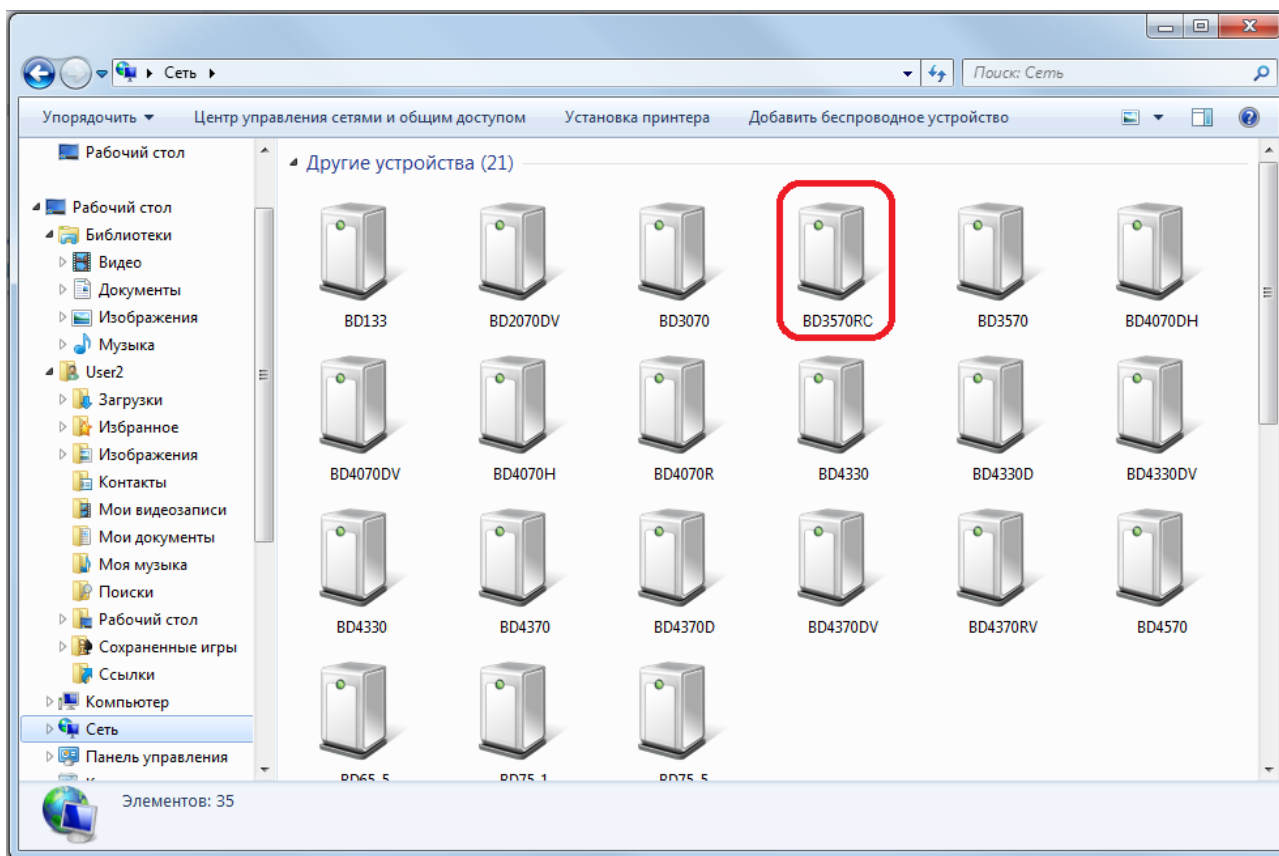 Сеть
Поиск: Сеть
Упорядочить
Центр управления сетями и общим доступом
Установка принтера
Добавить беспроводное устройство
Рабочий стол
Рабочий стол
Библиотеки
Видео
Документы
Изображения
Музыка
User2
Загрузки
Избранное
Изображения
Контакты
Мои видеозаписи
Мои документы
Моя музыка
Поиски
Рабочий стол
Сохраненные игры
Ссылки
Компьютер
Сеть
Панель управления
Другие устройства (21)
BD133 BD2070DV BD3070 BD3570RC BD3570 BD4070DH
BD4070DV BD4070H BD4070R BD4330 BD4330D BD4330DV
BD4330 BD4370 BD4370D BD4370DV BD4370RV BD4570
BD65_5 BD75_1 BD75_5
Элементов: 35